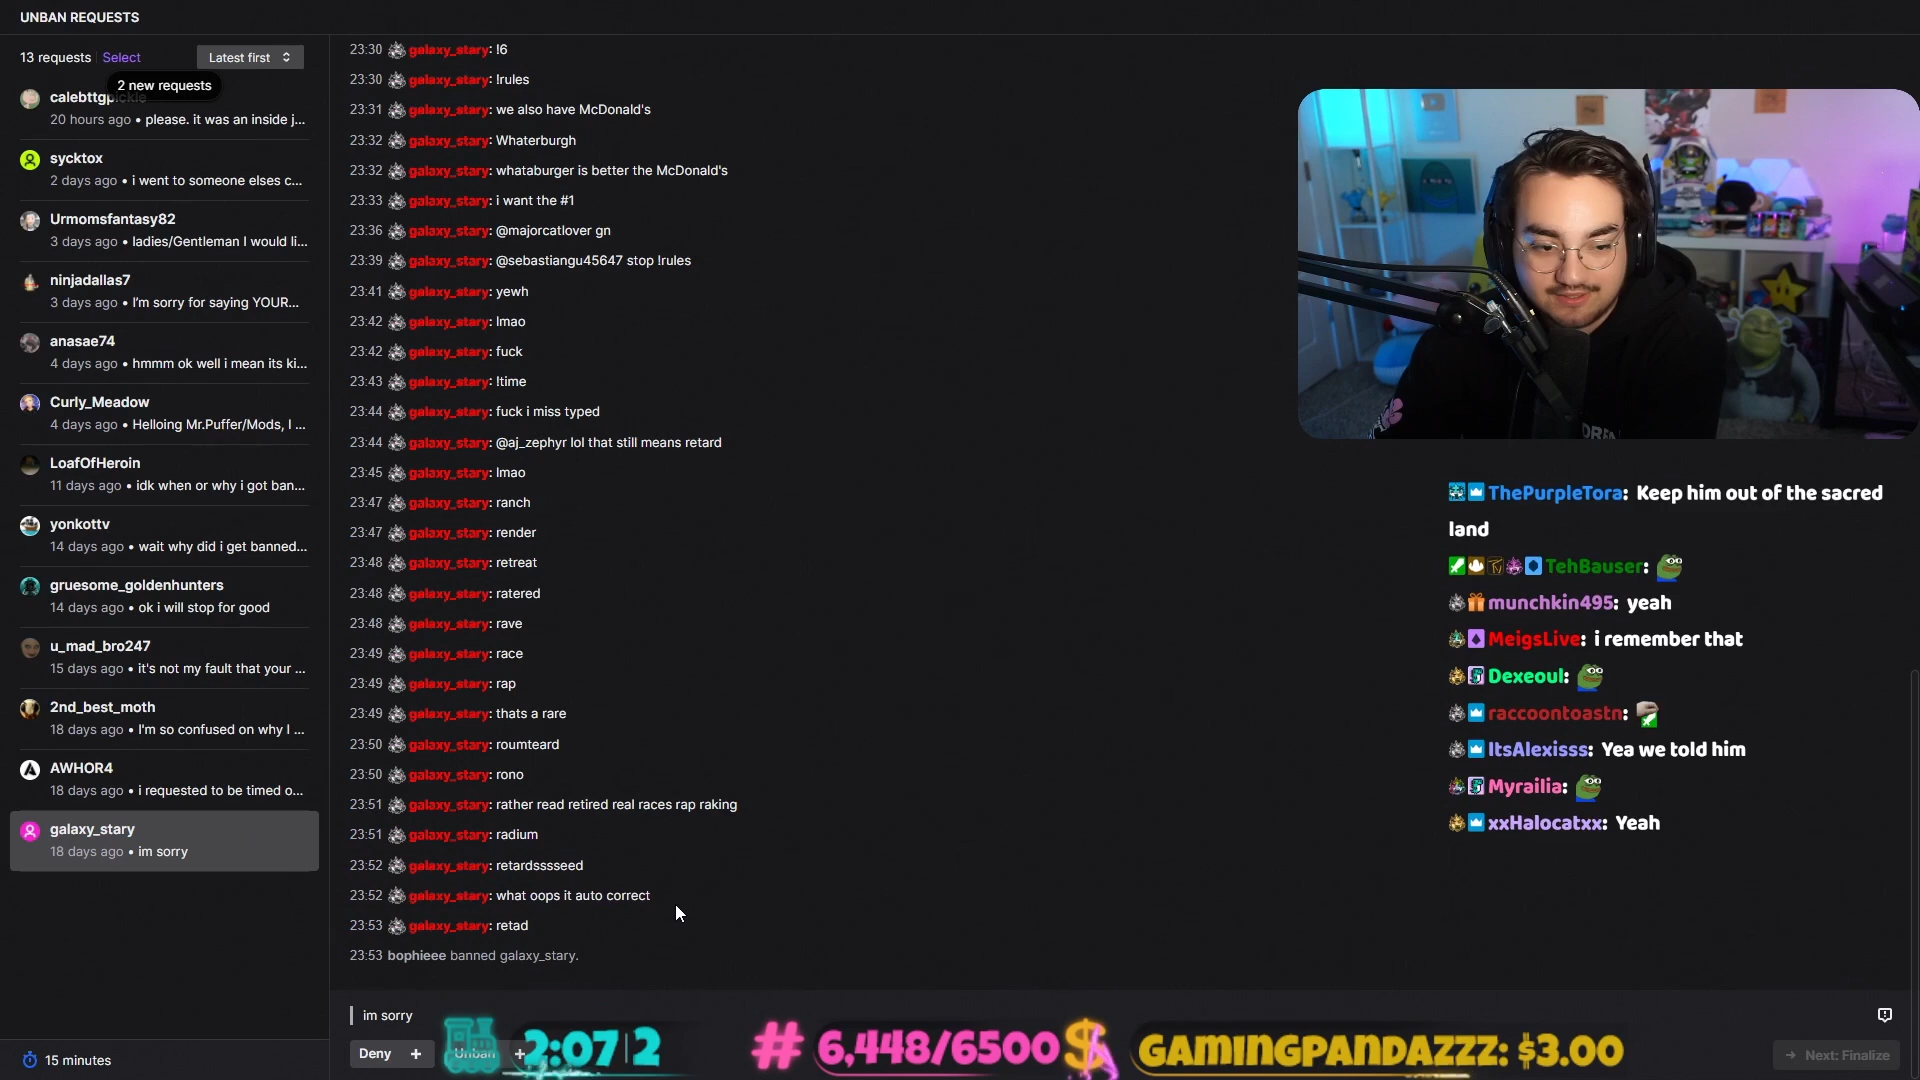 UNBAN REQUESTS
13 requests Select Latest first
2 new requests
20 hours ago • please. it was an inside j...
sycktox
2 days ago • i went to someone elses c...
Urmomsfantasy82
3 days ago • ladies/Gentleman I would li...
ninjadallas7
3 days ago • I'm sorry for saying YOUR...
anasae74
4 days ago • hmmm ok well i mean its ki...
Curly_Meadow
4 days ago • Helloing Mr.Puffer/Mods, I ...
LoafOfHeroin
11 days ago • idk when or why i got ban...
yonkottv
14 days ago • wait why did i get banned...
gruesome_goldenhunters
14 days ago • ok i will stop for good
u_mad_bro247
15 days ago • it's not my fault that your ...
2nd_best_moth
18 days ago • I'm so confused on why I ...
AWHOR4
18 days ago • i requested to be timed o...
galaxy_stary
18 days ago • im sorry
15 minutes
23:30 galaxy_stary: !6
23:30 galaxy_stary: !rules
23:31 galaxy_stary: we also have McDonald's
23:32 galaxy_stary: Whaterburgh
23:32 galaxy_stary: whataburger is better the McDonald's
23:33 galaxy_stary: i want the #1
23:36 galaxy_stary: @majorcatlover gn
23:39 galaxy_stary: @sebastiangu45647 stop !rules
23:41 galaxy_stary: yewh
23:42 galaxy_stary: lmao
23:42 galaxy_stary: fuck
23:43 galaxy_stary: !time
23:44 galaxy_stary: fuck i miss typed
23:44 galaxy_stary: @aj_zephyr lol that still means retard
23:45 galaxy_stary: lmao
23:47 galaxy_stary: ranch
23:47 galaxy_stary: render
23:48 galaxy_stary: retreat
23:48 galaxy_stary: ratered
23:48 galaxy_stary: rave
23:49 galaxy_stary: race
23:49 galaxy_stary: rap
23:49 galaxy_stary: thats a rare
23:50 galaxy_stary: roumteard
23:50 galaxy_stary: rono
23:51 galaxy_stary: rather read retired real races rap raking
23:51 galaxy_stary: radium
23:52 galaxy_stary: retardsssseed
23:52 galaxy_stary: what oops it auto correct
23:53 galaxy_stary: retad
23:53 bophieee banned galaxy_stary.
im sorry
Deny + Unban +
2:07|2
# 6,448/6500
$ GAMINGPANDAZZZ: $3.00
→ Next: Finalize
ThePurpleTora: Keep him out of the sacred
land
TehBauser:
munchkin495: yeah
MeigsLive: i remember that
Dexeoul:
raccoontoastn:
ItsAlexisss: Yea we told him
Myrailia:
xxHalocatxx: Yeah